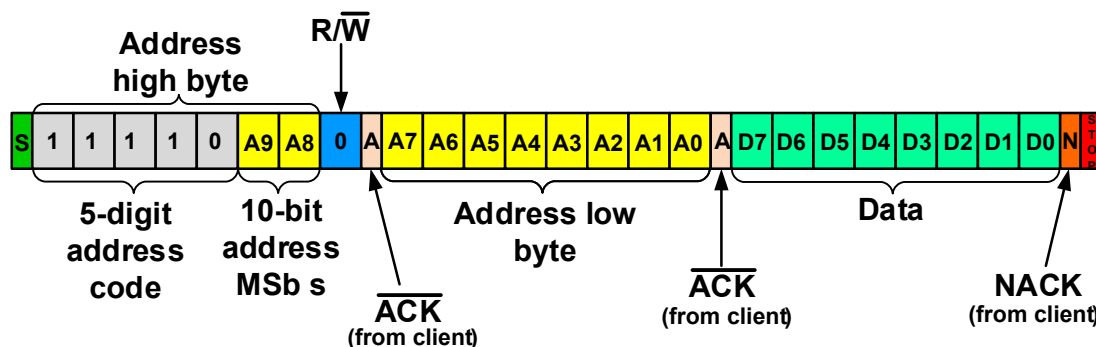 R/W
Address
high byte
S 1 1 1 1 0 A9 A8 0 A A7 A6 A5 A4 A3 A2 A1 A0 A D7 D6 D5 D4 D3 D2 D1 D0 N STOP
5-digit
address
code
10-bit
address
MSb s
Address low
byte
Data
ACK
(from client)
ACK
(from client)
NACK
(from client)